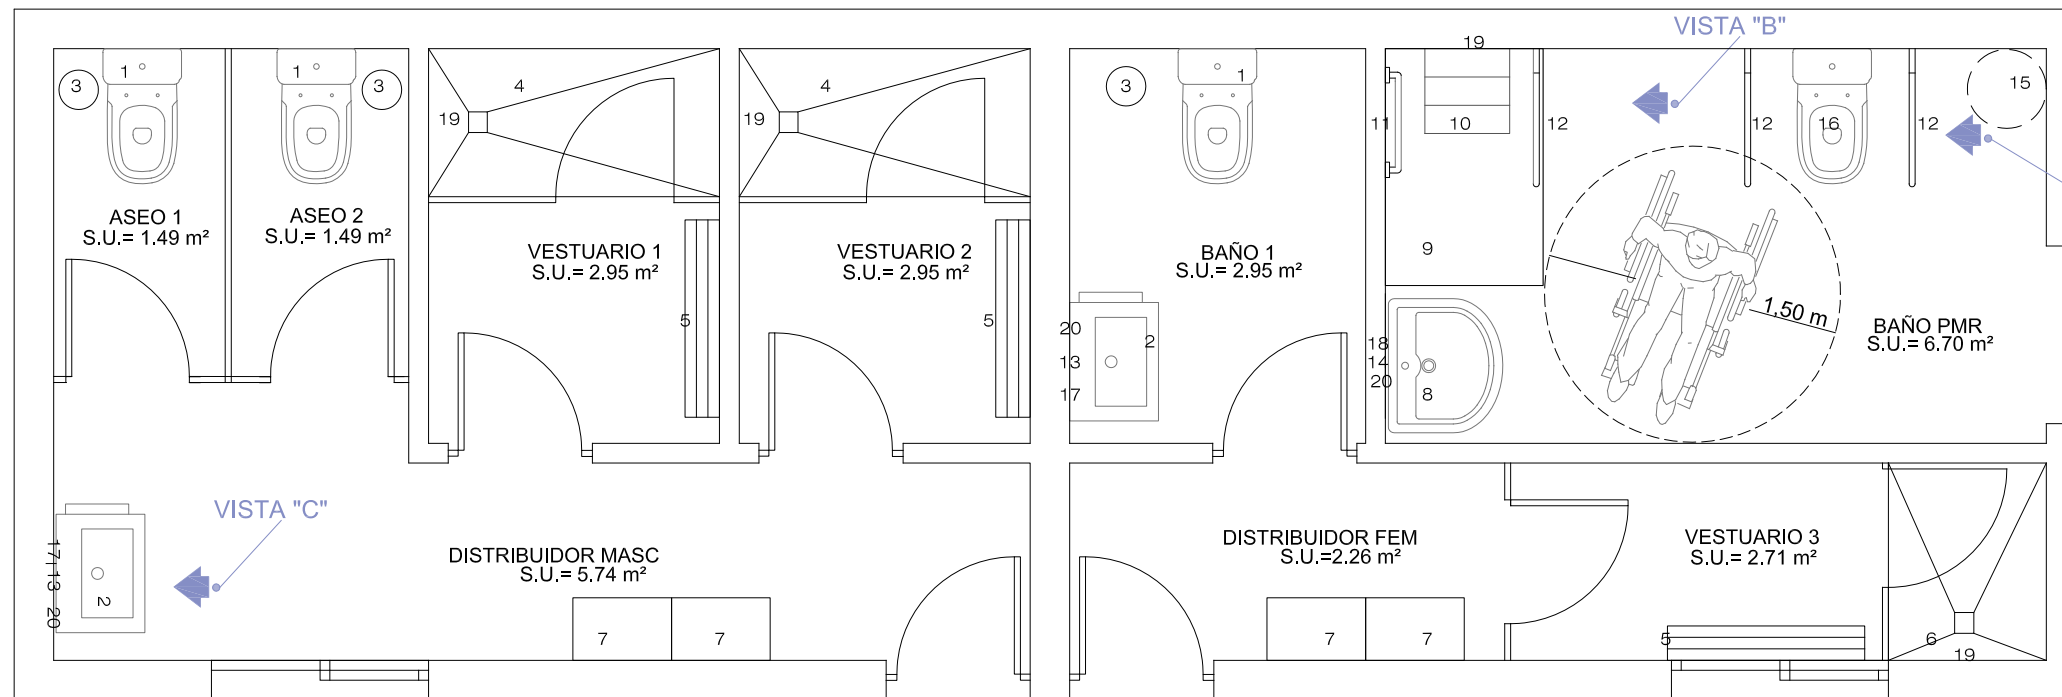 VISTA "B"
19
3
1
1
3
4
4
3
1
15
19
19
11
10
12
12
16
12
ASEO 1
S.U.= 1.49 m²
ASEO 2
S.U.= 1.49 m²
VESTUARIO 1
S.U.= 2.95 m²
VESTUARIO 2
S.U.= 2.95 m²
BAÑO 1
S.U.= 2.95 m²
9
5
5
20
13
17
2
18
14
20
8
1.50 m
BAÑO PMR
S.U.= 6.70 m²
VISTA "C"
17
13
20
2
DISTRIBUIDOR MASC
S.U.= 5.74 m²
7
7
DISTRIBUIDOR FEM
S.U.=2.26 m²
7
7
VESTUARIO 3
S.U.= 2.71 m²
5
6
19